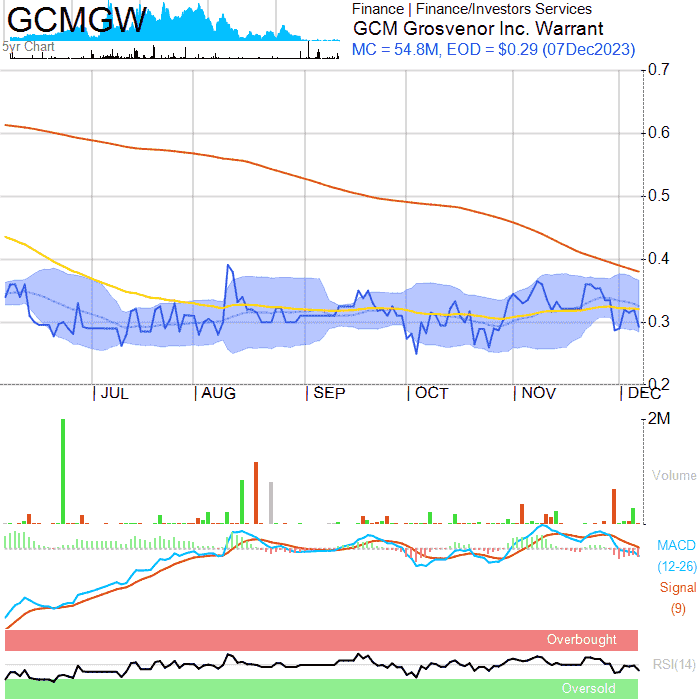 GCMGW
5yr Chart
Finance | Finance/Investors Services
GCM Grosvenor Inc. Warrant
MC = 54.8M, EOD = $0.29 (07Dec2023)
0.7
0.6
0.5
0.4
0.3
0.2
JUL
AUG
SEP
OCT
NOV
DEC
2M
Volume
MACD
(12-26)
Signal
(9)
Overbought
RSI(14)
Oversold